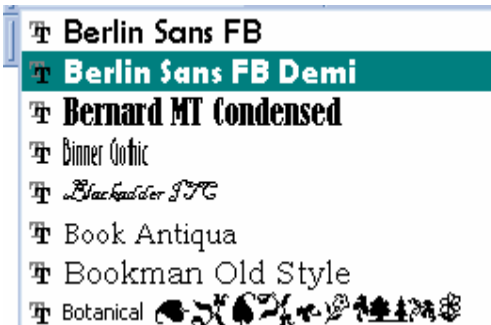 Berlin Sans FB
Berlin Sans FB Demi
Bernard MT Condensed
Binner Gothic
Blackadder ITC
Book Antiqua
Bookman Old Style
Botanical